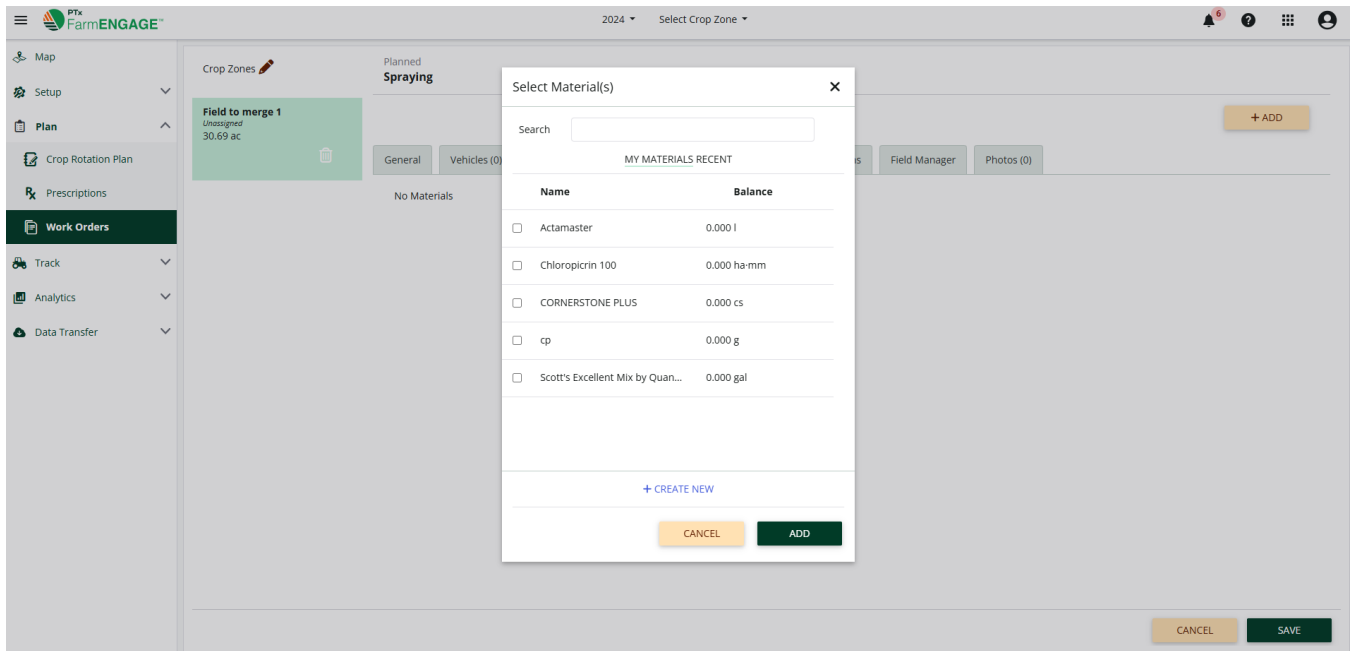 PTx
FarmENGAGE™
2024
Select Crop Zone
6
Map
Setup
Plan
Crop Rotation Plan
Rx Prescriptions
Work Orders
Track
Analytics
Data Transfer
Crop Zones
Field to merge 1
Unassigned
30.69 ac
Planned
Spraying
+ ADD
General
Vehicles (0)
Field Manager
Photos (0)
No Materials
Select Material(s)
Search
MY MATERIALS RECENT
Name Balance
Actamaster 0.000 l
Chloropicrin 100 0.000 ha-mm
CORNERSTONE PLUS 0.000 cs
cp 0.000 g
Scott's Excellent Mix by Quan... 0.000 gal
+ CREATE NEW
CANCEL ADD
CANCEL SAVE